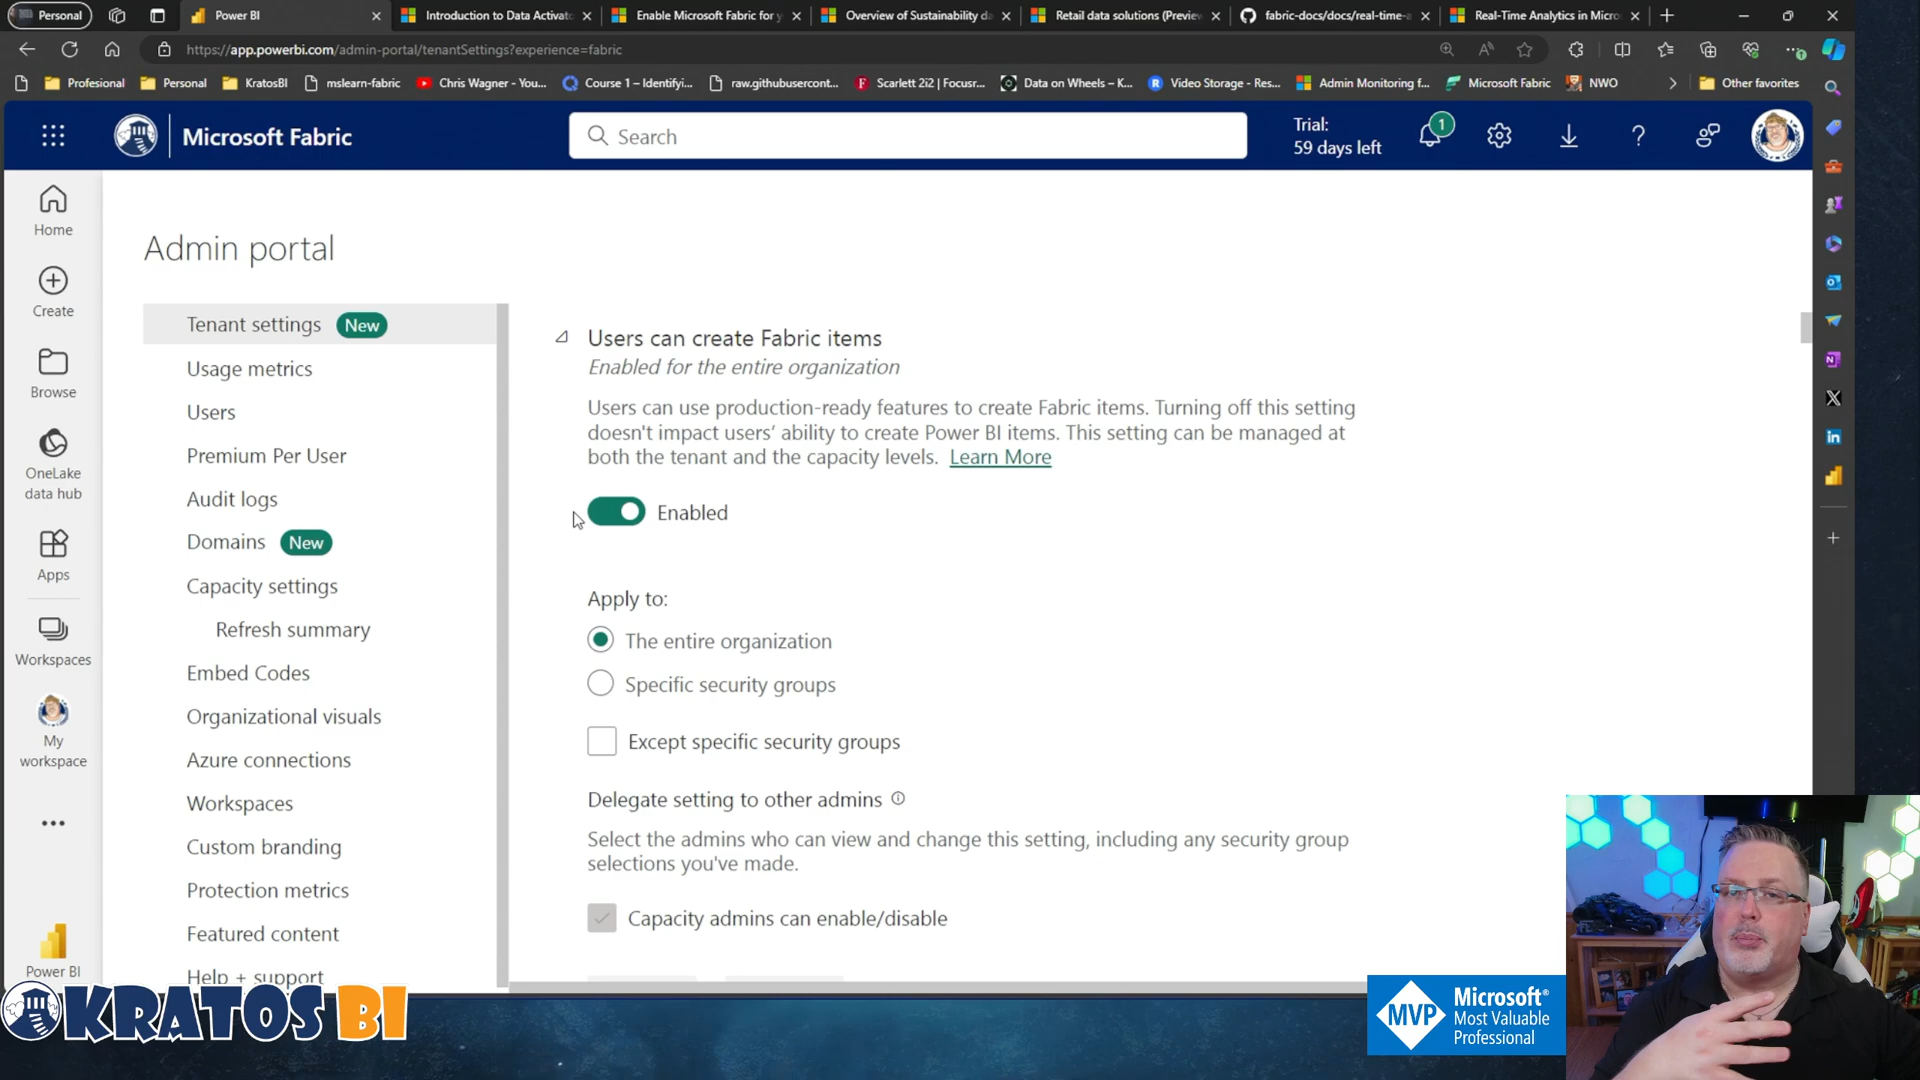 Personal
Power BI
Introduction to Data Activato
Enable Microsoft Fabric for y
Overview of Sustainability da
Retail data solutions (Preview
fabric-docs/docs/real-time-a
Real-Time Analytics in Micro
https://app.powerbi.com/admin-portal/tenantSettings?experience=fabric
Profesional
Personal
KratosBI
mslearn-fabric
Chris Wagner - You...
Course 1 – Identifyi...
raw.githubusercont...
Scarlett 2i2 | Focusr...
Data on Wheels – K...
Video Storage - Res...
Admin Monitoring f...
Microsoft Fabric
NWO
Other favorites
Microsoft Fabric
Search
Trial:
59 days left
1
Home
Create
Browse
OneLake
data hub
Apps
Workspaces
My
workspace
Power BI
Admin portal
Tenant settings New
Usage metrics
Users
Premium Per User
Audit logs
Domains New
Capacity settings
Refresh summary
Embed Codes
Organizational visuals
Azure connections
Workspaces
Custom branding
Protection metrics
Featured content
Help + support
Users can create Fabric items
Enabled for the entire organization
Users can use production-ready features to create Fabric items. Turning off this setting
doesn't impact users’ ability to create Power BI items. This setting can be managed at
both the tenant and the capacity levels. Learn More
Enabled
Apply to:
The entire organization
Specific security groups
Except specific security groups
Delegate setting to other admins
Select the admins who can view and change this setting, including any security group
selections you've made.
Capacity admins can enable/disable
KRATOS BI
MVP
Microsoft®
Most Valuable
Professional